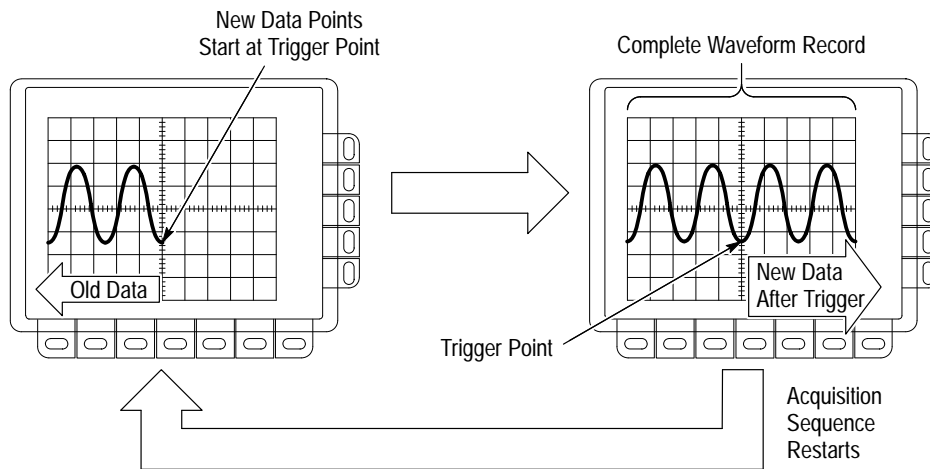 New Data Points
Start at Trigger Point
Complete Waveform Record
Old Data
New Data
After Trigger
Trigger Point
Acquisition
Sequence
Restarts